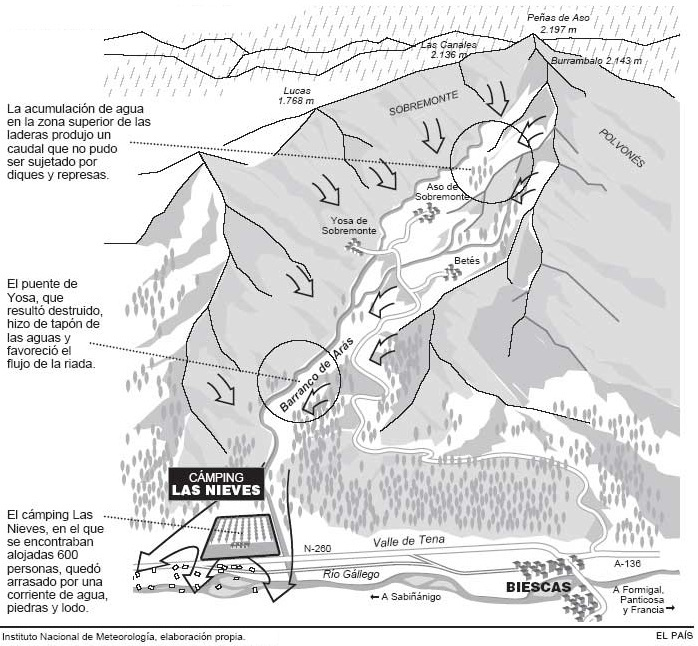 Peñas de Aso
2.197 m
Las Canales
2.136 m
Burrambalo 2.143 m
Lucas
1.768 m
SOBREMONTE
POLVONÉS
La acumulación de agua
en la zona superior de las
laderas produjo un
caudal que no pudo
ser sujetado por
diques y represas.
Aso de
Sobremonte
Yosa de
Sobremonte
Betés
El puente de
Yosa, que
resultó destruido,
hizo de tapón de
las aguas y
favoreció el
flujo de la riada.
Barranco de Arás
CÁMPING
LAS NIEVES
El cámping Las
Nieves, en el que
se encontraban
alojadas 600
personas, quedó
arrasado por una
corriente de agua,
piedras y lodo.
N-260
Valle de Tena
A-136
Río Gállego
BIESCAS
A Sabiñánigo
A Formigal,
Panticosa
y Francia
Instituto Nacional de Meteorología, elaboración propia.
EL PAÍS